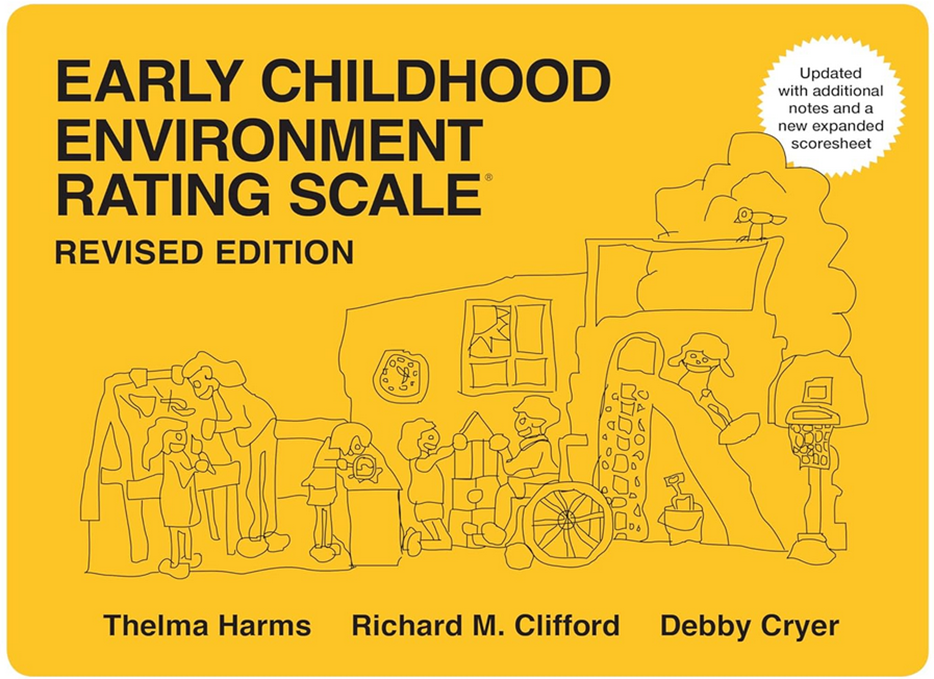 EARLY CHILDHOOD
ENVIRONMENT
RATING SCALE®
REVISED EDITION
Updated
with additional
notes and a
new expanded
scoresheet
Thelma Harms Richard M. Clifford Debby Cryer